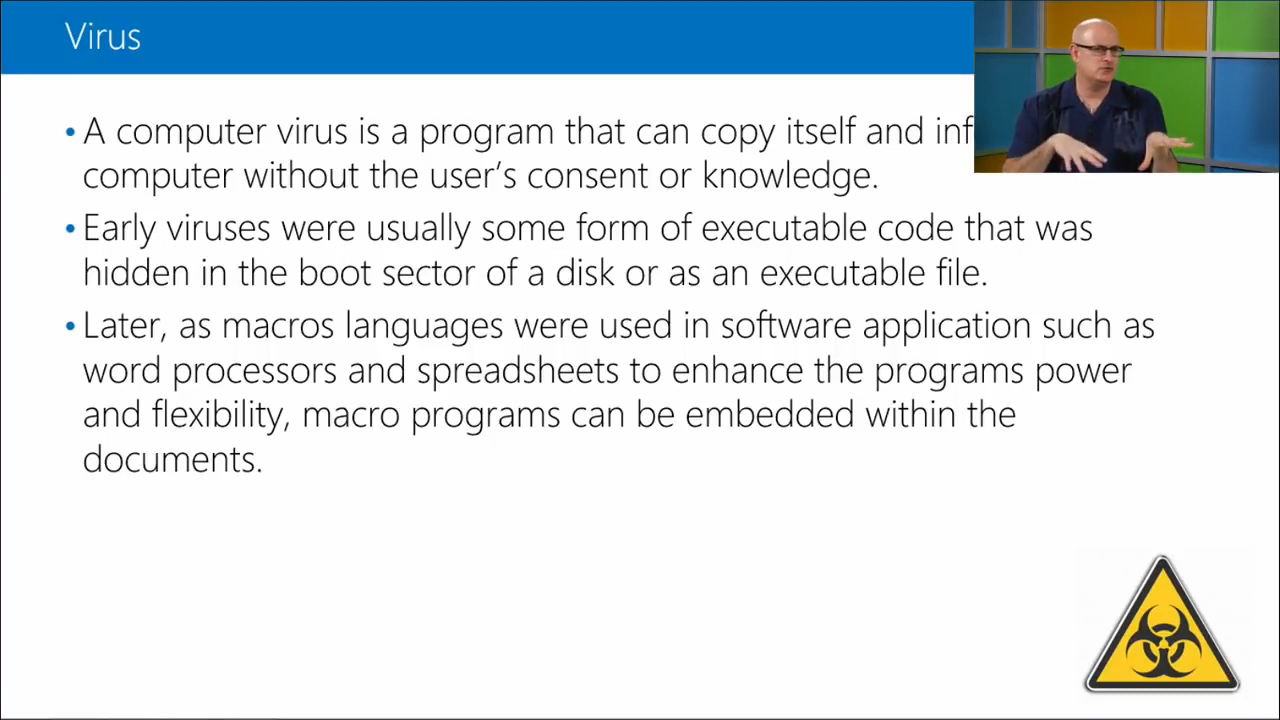 Virus
• A computer virus is a program that can copy itself and
computer without the user's consent or knowledge.
• Early viruses were usually some form of executable code that was
hidden in the boot sector of a disk or as an executable file.
• Later, as macros languages were used in software application such as
word processors and spreadsheets to enhance the programs power
and flexibility, macro programs can be embedded within the
documents.